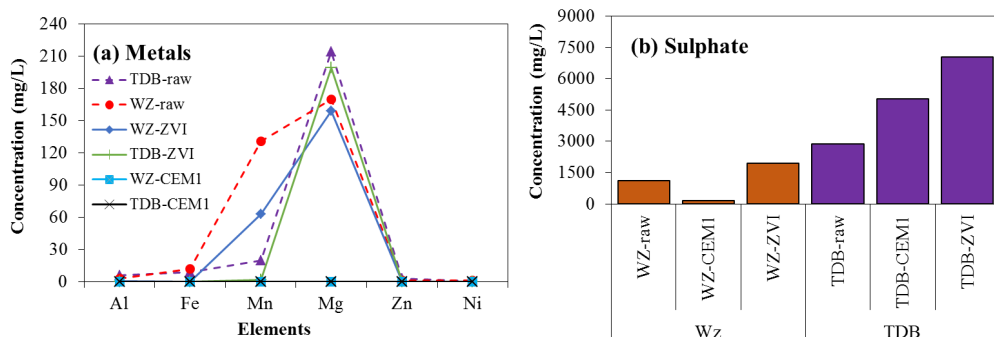 (a) Metals
TDB-raw
WZ-raw
WZ-ZVI
TDB-ZVI
WZ-CEM1
TDB-CEM1
Concentration (mg/L)
240
210
180
150
120
90
60
30
0
Al Fe Mn Mg Zn Ni
Elements
(b) Sulphate
Concentration (mg/L)
9000
7500
6000
4500
3000
1500
0
WZ-raw
WZ-CEM1
WZ-ZVI
TDB-raw
TDB-CEM1
TDB-ZVI
Wz TDB